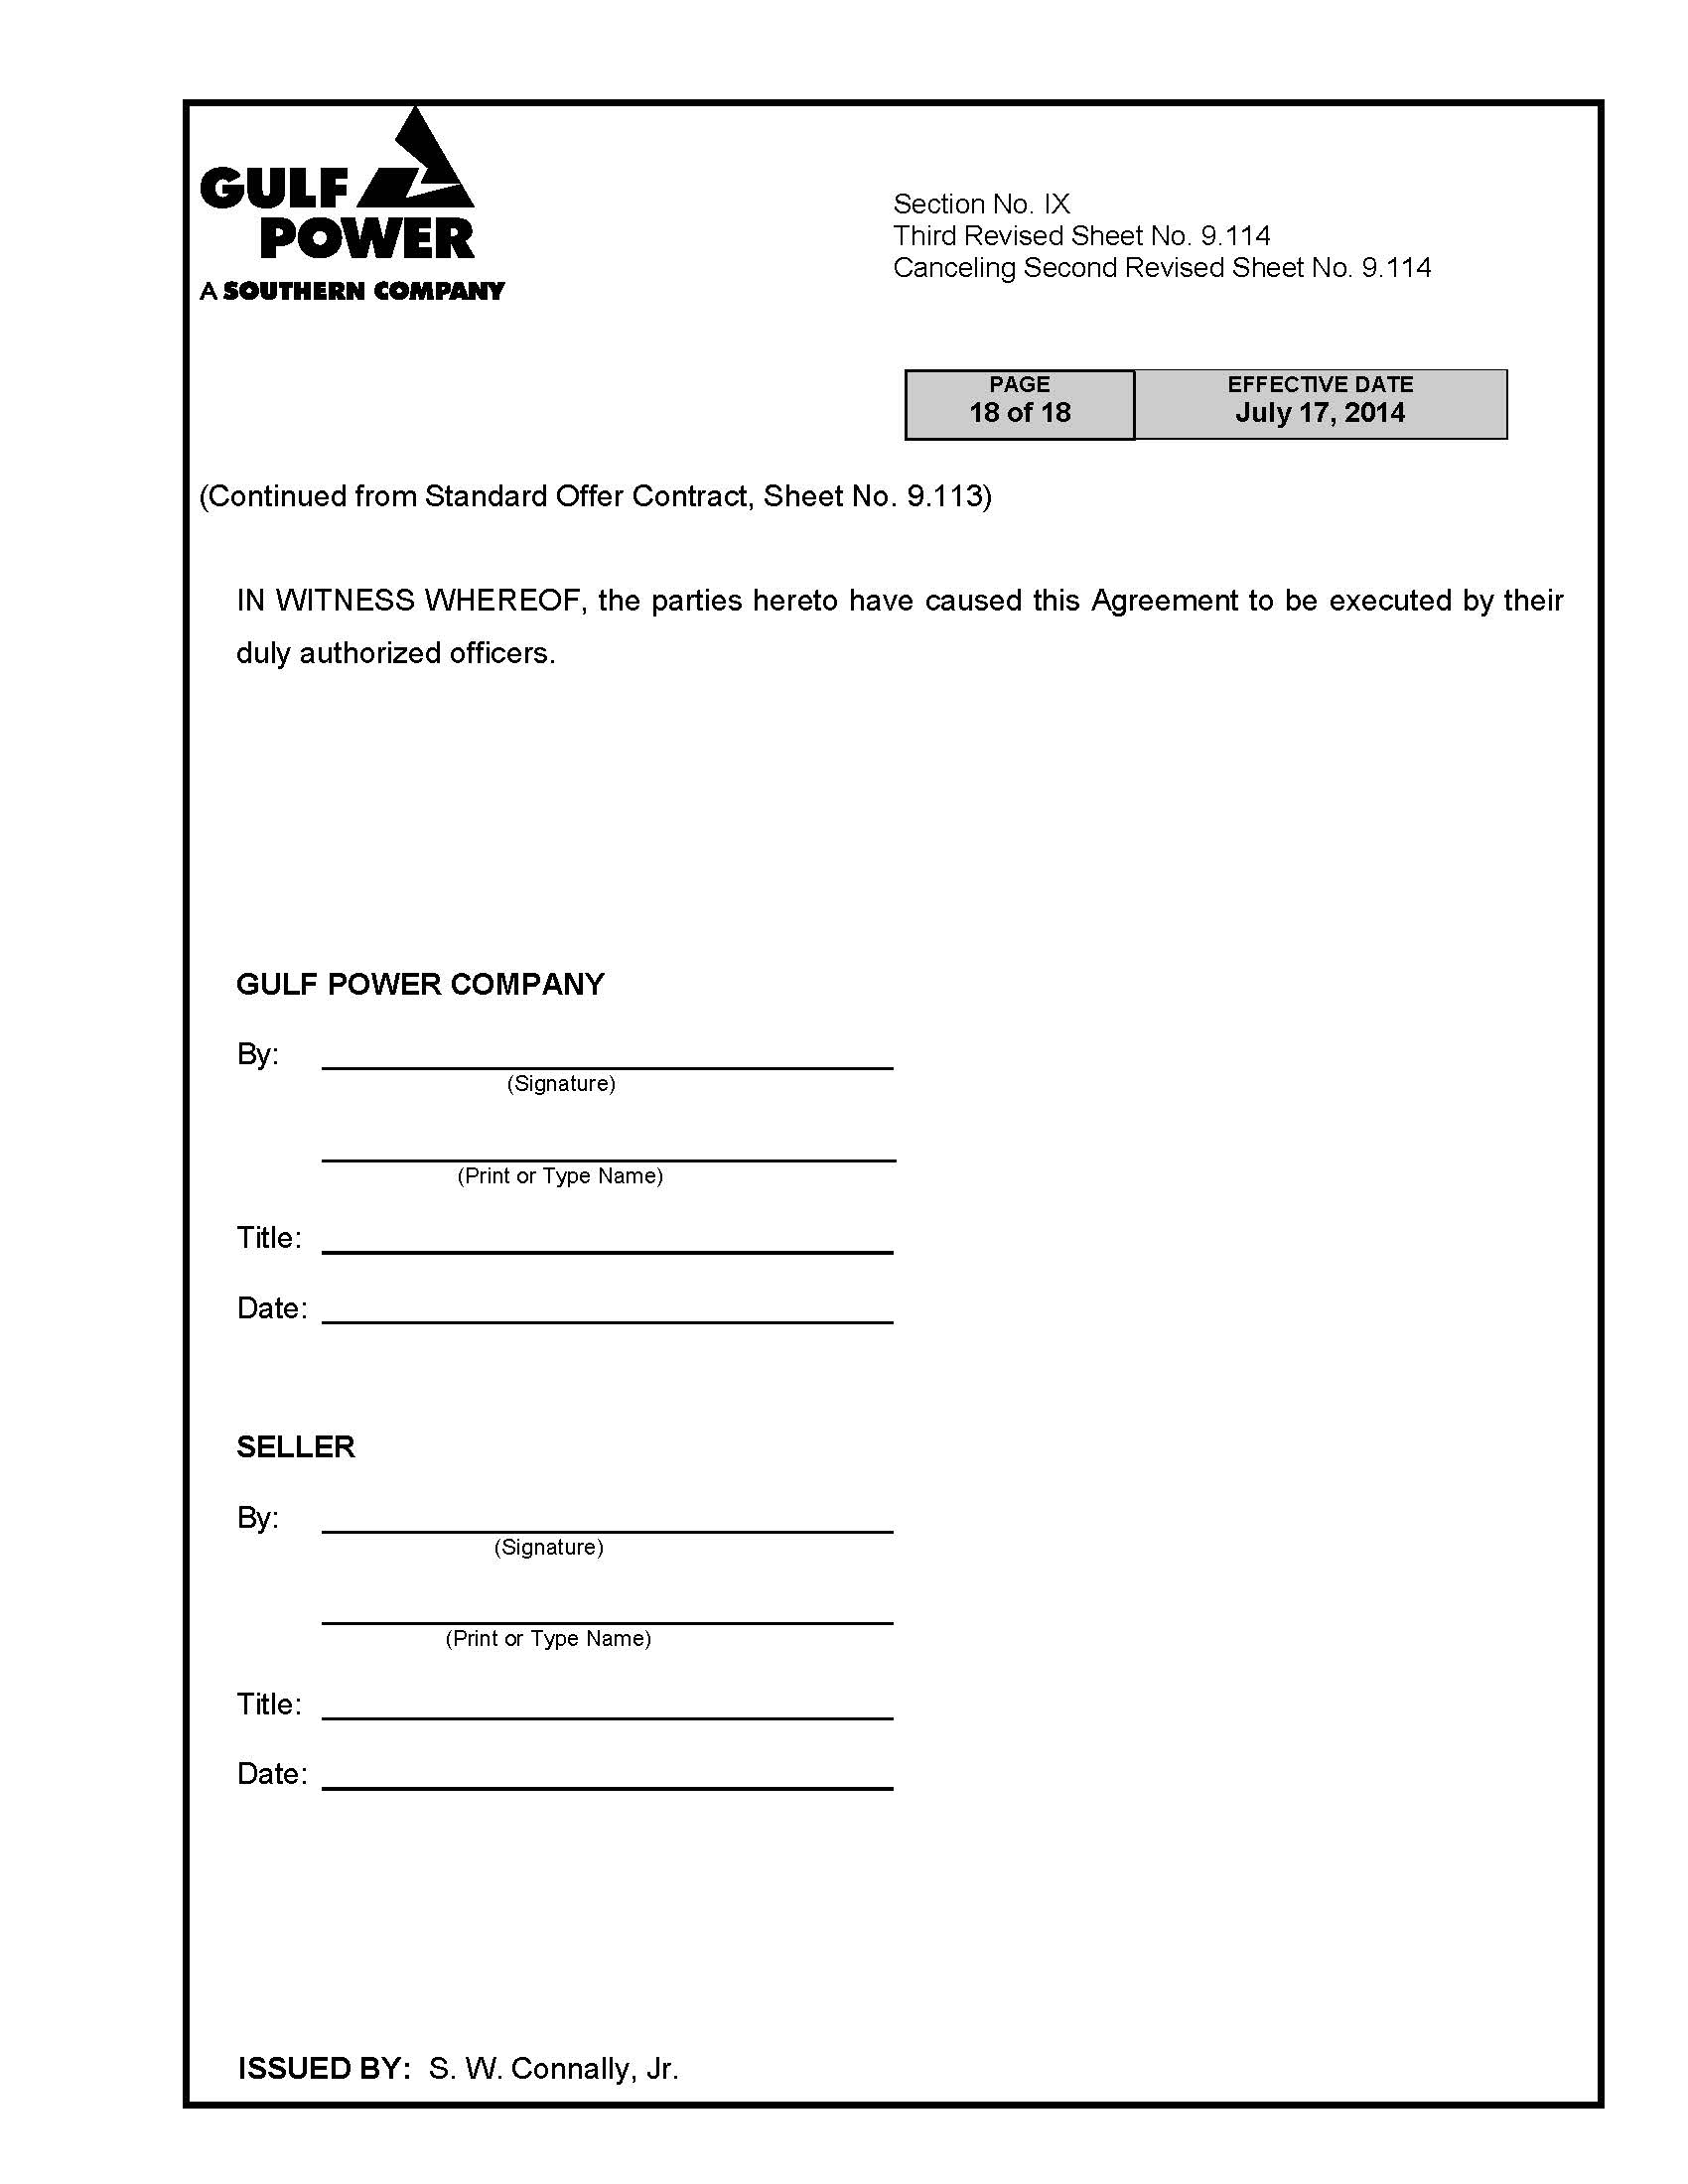 GULF
POWER
A SOUTHERN COMPANY
Section No. IX
Third Revised Sheet No. 9.114
Canceling Second Revised Sheet No. 9.114
PAGE
18 of 18
EFFECTIVE DATE
July 17, 2014
(Continued from Standard Offer Contract, Sheet No. 9.113)
IN WITNESS WHEREOF, the parties hereto have caused this Agreement to be executed by their
duly authorized officers.
GULF POWER COMPANY
By:
(Signature)
(Print or Type Name)
Title:
Date:
SELLER
By:
(Signature)
(Print or Type Name)
Title:
Date:
ISSUED BY: S. W. Connally, Jr.